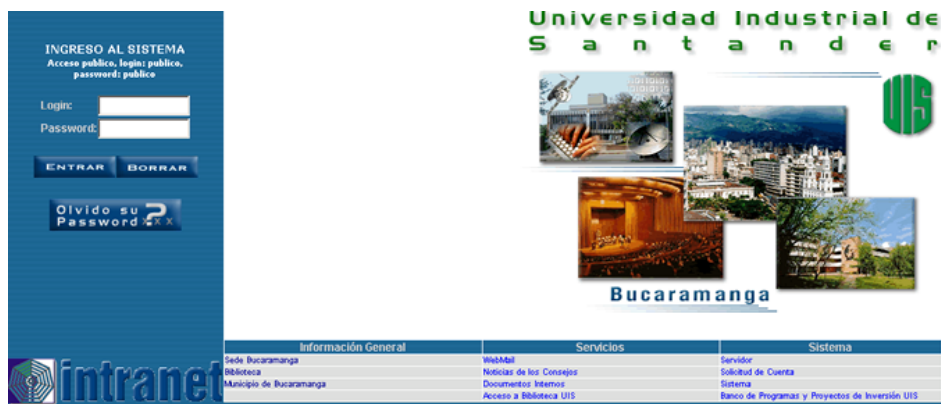 INGRESO AL SISTEMA
Acceso publico, login: publico,
password: publico
Login:
Password:
ENTRAR BORRAR
Olvido su
Password ? x x x
intranet
Universidad Industrial de
Santander
UIS
Bucaramanga
Información General Servicios Sistema
Sede Bucaramanga WebMail Servidor
Biblioteca Noticias de los Consejos Solicitud de Cuenta
Municipio de Bucaramanga Documentos Internos Sistema
Acceso a Biblioteca UIS Banco de Programas y Proyectos de Inversión UIS